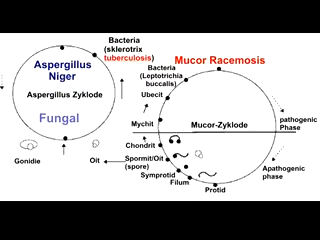 Bacteria
(sklerotrix
tuberculosis)
Aspergillus
Niger
Aspergillus Zyklode
Fungal
Gonidie
Oit
Mucor Racemosis
Bacteria
(Leptotrichia
buccalis)
Ubecit
Mychit
Mucor-Zyklode
pathogenic
Phase
Chondrit
Spormit/Oit
(spore)
Symprotid
Filum
Protid
Apathogenic
phase